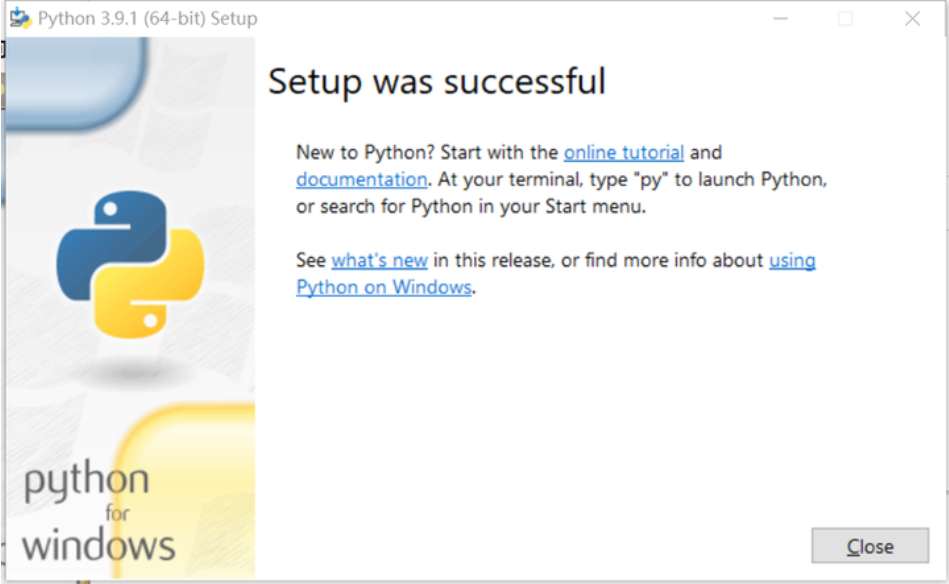 Python 3.9.1 (64-bit) Setup
Setup was successful
New to Python? Start with the online tutorial and
documentation. At your terminal, type "py" to launch Python,
or search for Python in your Start menu.
See what's new in this release, or find more info about using
Python on Windows.
python
for
windows
Close